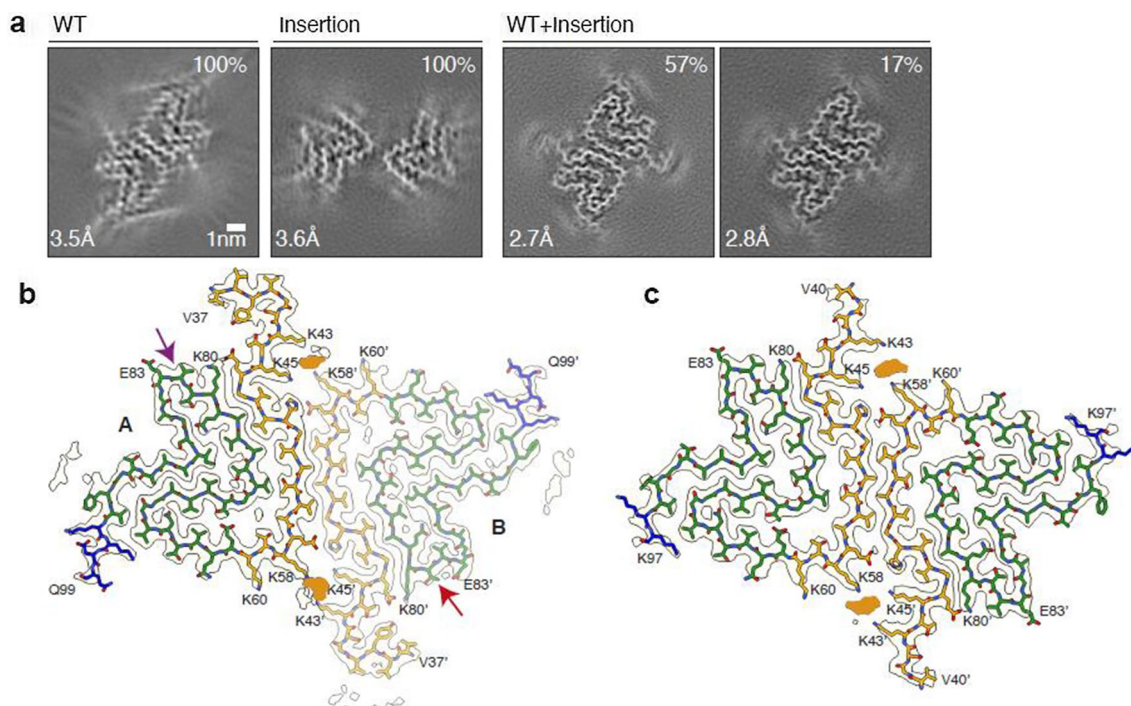 a
WT
Insertion
WT+Insertion
100%
100%
57%
17%
3.5Å
1nm
3.6Å
2.7Å
2.8Å
b
c
V37
K43
E83
K80
K45
K60'
K58'
Q99'
A
B
K58
K45'
K60
K43'
K80'
E83'
Q99
V37'
V40
K43
E83
K80
K45
K58'
K60'
K97'
K97
K60
K58
K45'
K80'
E83'
K43'
V40'